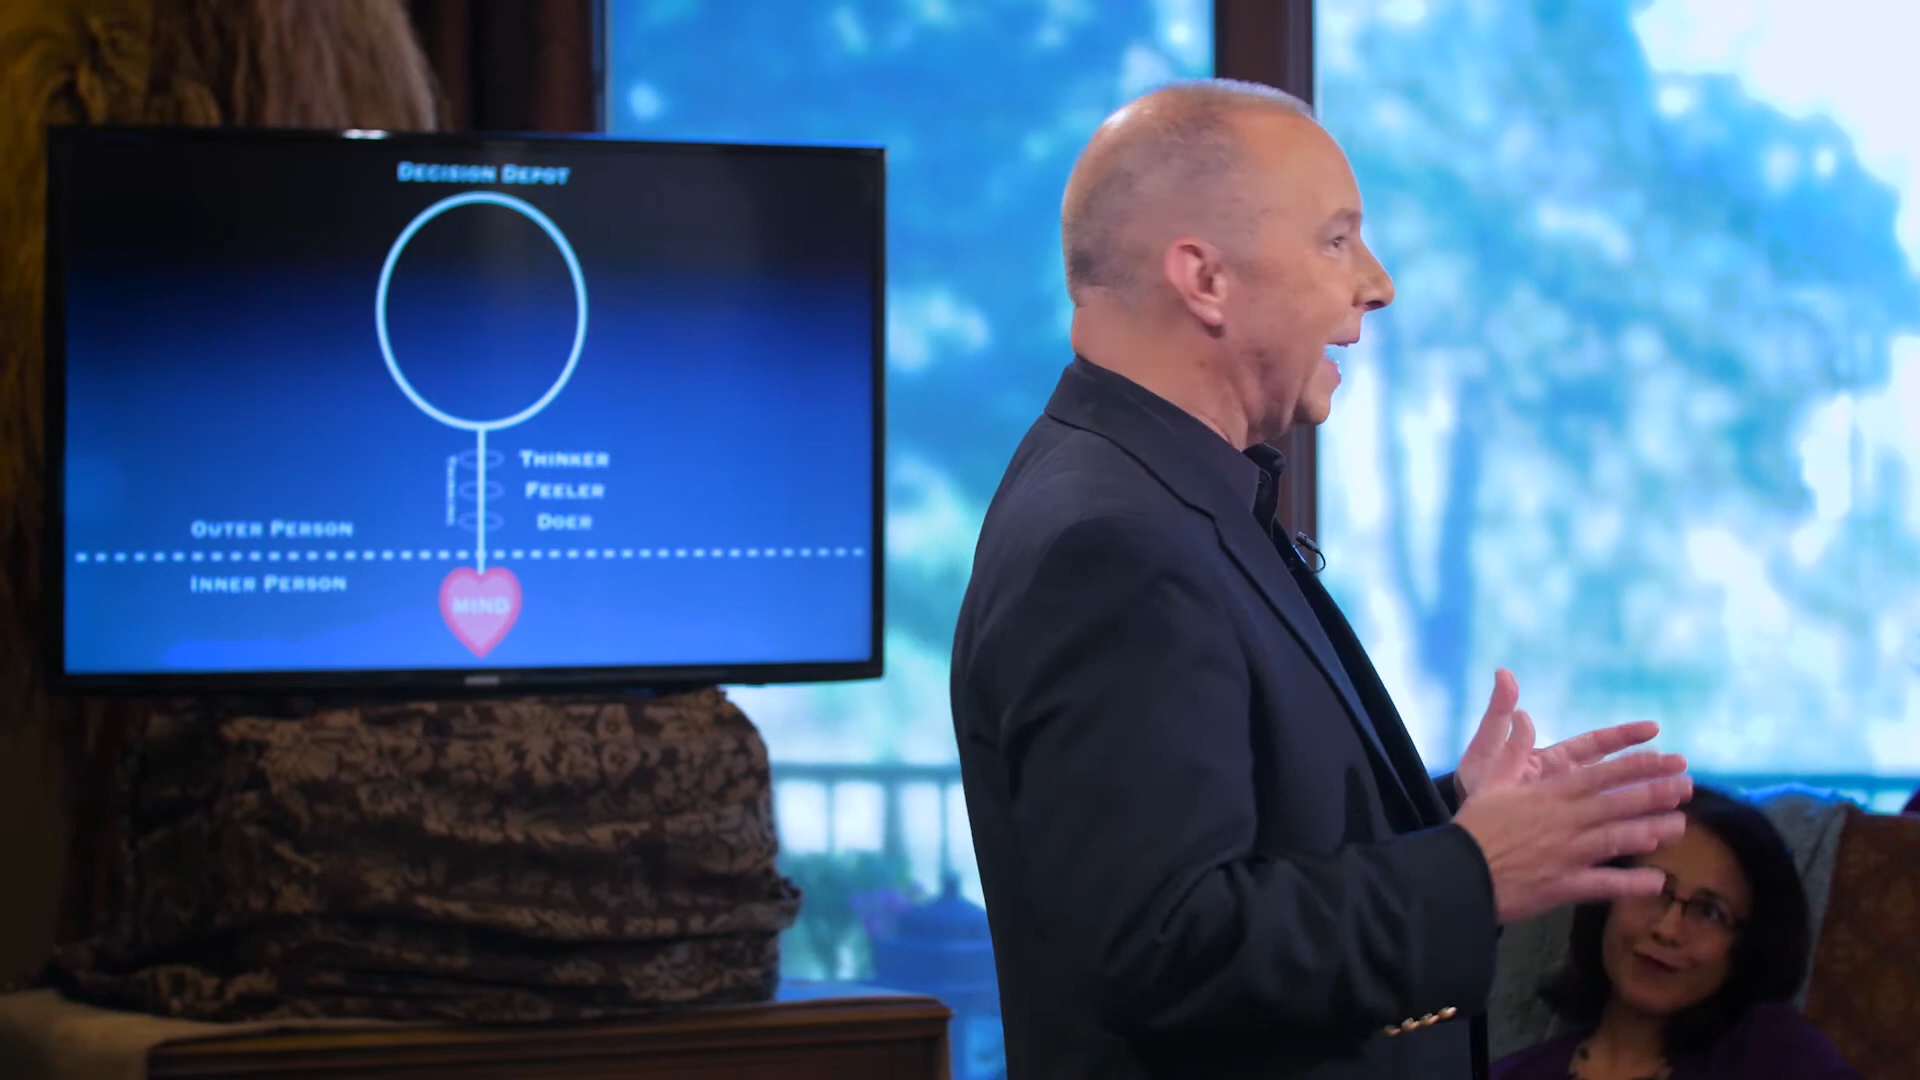 DECISION DEPOT
THINKER
FEELER
DOER
OUTER PERSON
INNER PERSON
MIND